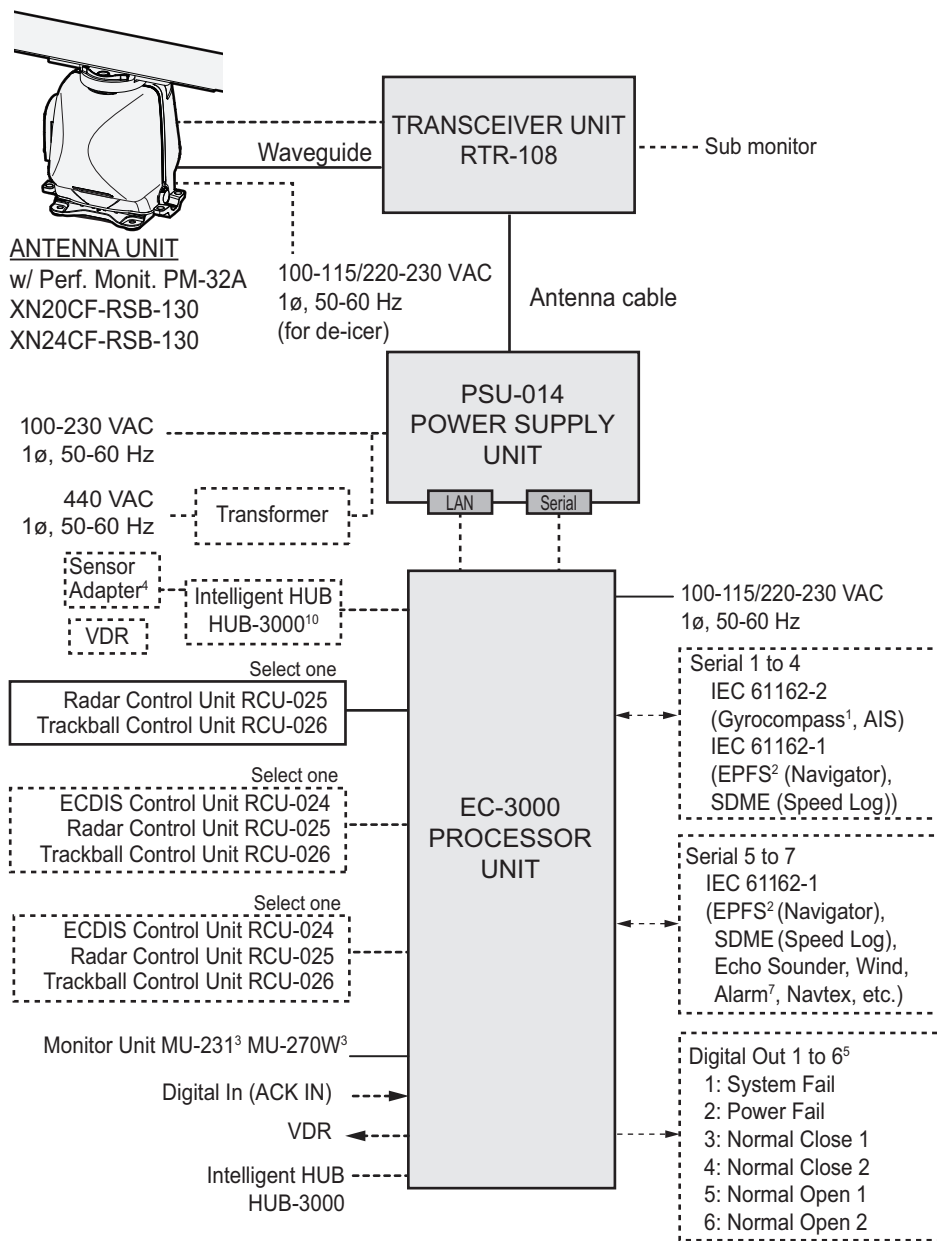 TRANSCEIVER UNIT
RTR-108
Sub monitor
Waveguide
ANTENNA UNIT
w/ Perf. Monit. PM-32A
XN20CF-RSB-130
XN24CF-RSB-130
100-115/220-230 VAC
1ø, 50-60 Hz
(for de-icer)
Antenna cable
PSU-014
POWER SUPPLY
UNIT
LAN
Serial
100-230 VAC
1ø, 50-60 Hz
440 VAC
1ø, 50-60 Hz
Transformer
Sensor
Adapter⁴
VDR
Intelligent HUB
HUB-3000¹⁰
Select one
Radar Control Unit RCU-025
Trackball Control Unit RCU-026
Select one
ECDIS Control Unit RCU-024
Radar Control Unit RCU-025
Trackball Control Unit RCU-026
Select one
ECDIS Control Unit RCU-024
Radar Control Unit RCU-025
Trackball Control Unit RCU-026
Monitor Unit MU-231³ MU-270W³
Digital In (ACK IN)
VDR
Intelligent HUB
HUB-3000
EC-3000
PROCESSOR
UNIT
100-115/220-230 VAC
1ø, 50-60 Hz
Serial 1 to 4
IEC 61162-2
(Gyrocompass¹, AIS)
IEC 61162-1
(EPFS² (Navigator),
SDME (Speed Log))
Serial 5 to 7
IEC 61162-1
(EPFS² (Navigator),
SDME (Speed Log),
Echo Sounder, Wind,
Alarm⁷, Navtex, etc.)
Digital Out 1 to 6⁵
1: System Fail
2: Power Fail
3: Normal Close 1
4: Normal Close 2
5: Normal Open 1
6: Normal Open 2